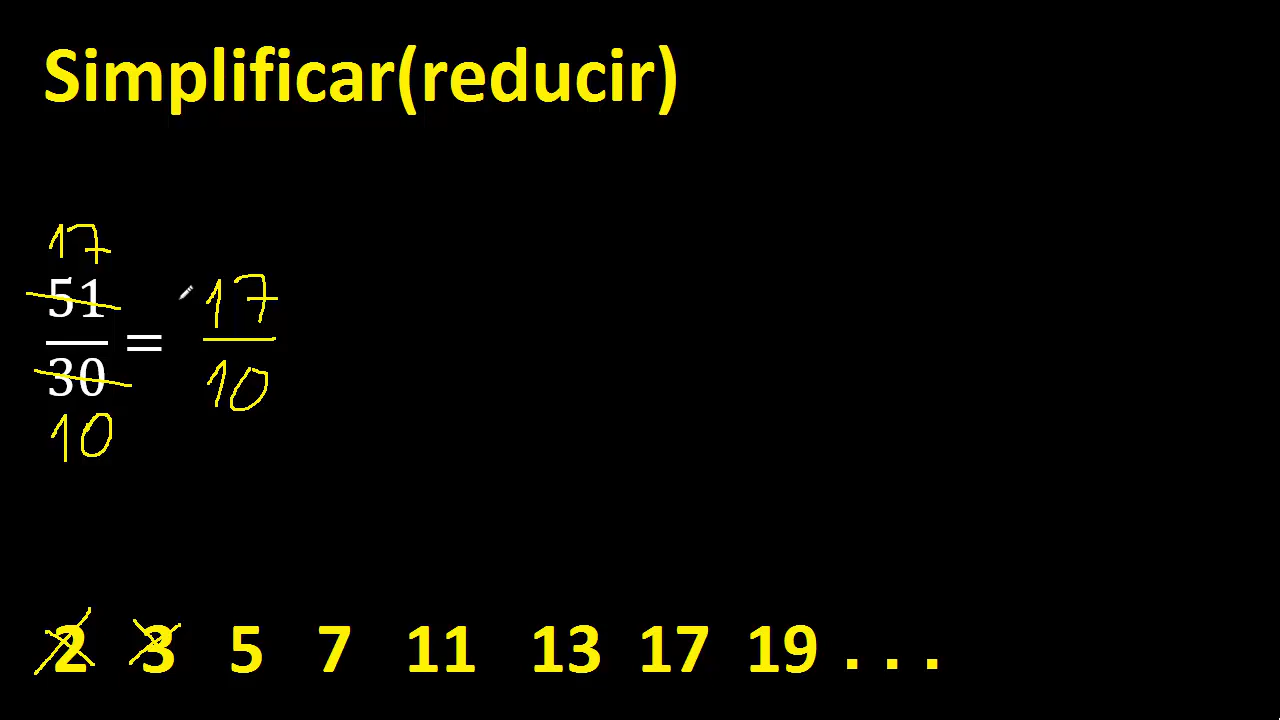 Simplificar(reducir)
17
51 17
— = —
30 10
10
2 3 5 7 11 13 17 19 . . .